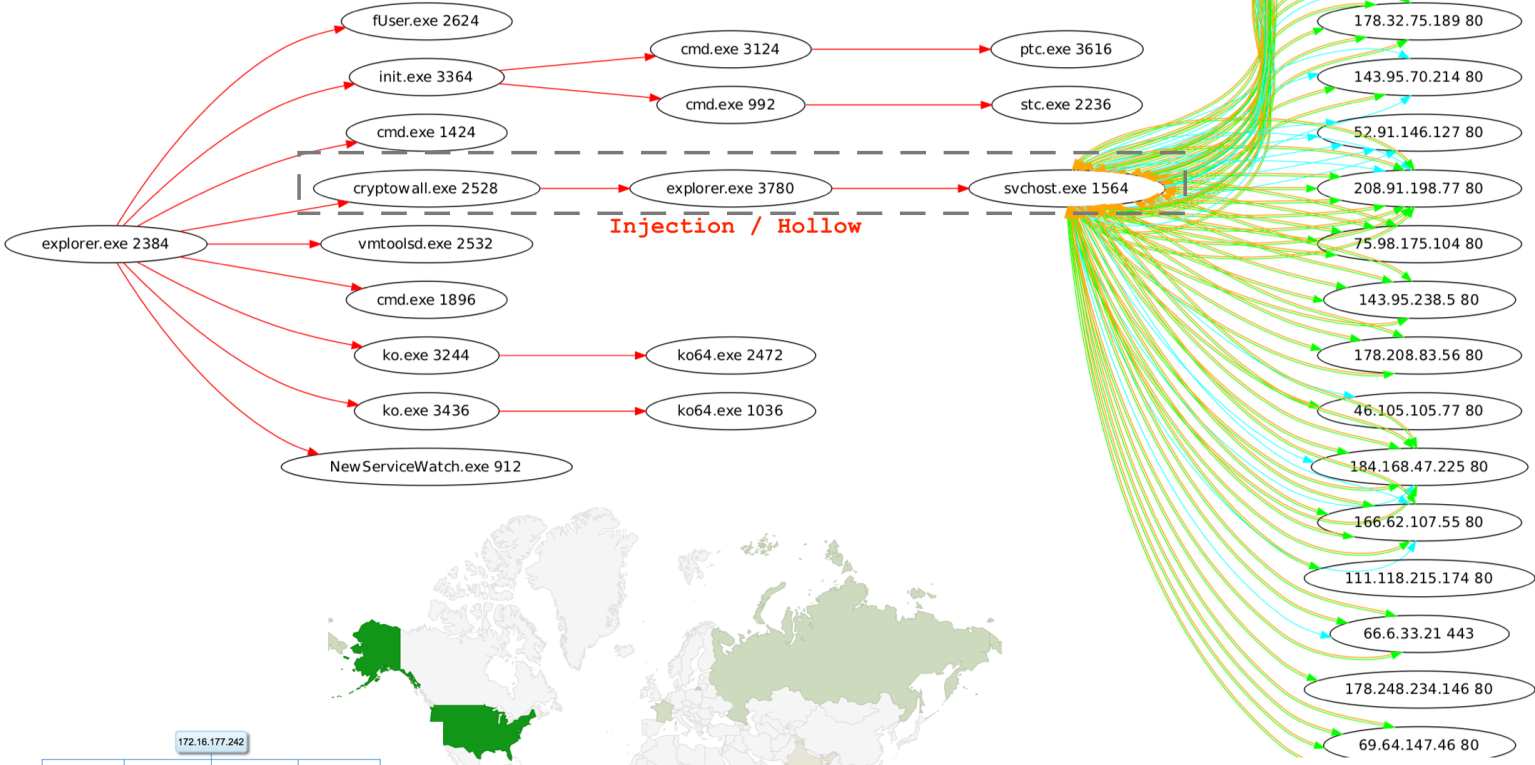 fUser.exe 2624
init.exe 3364
cmd.exe 3124
ptc.exe 3616
cmd.exe 992
stc.exe 2236
cmd.exe 1424
cryptowall.exe 2528
explorer.exe 3780
svchost.exe 1564
Injection / Hollow
explorer.exe 2384
vmtoolsd.exe 2532
cmd.exe 1896
ko.exe 3244
ko64.exe 2472
ko.exe 3436
ko64.exe 1036
NewServiceWatch.exe 912
178.32.75.189 80
143.95.70.214 80
52.91.146.127 80
208.91.198.77 80
75.98.175.104 80
143.95.238.5 80
178.208.83.56 80
46.105.105.77 80
184.168.47.225 80
166.62.107.55 80
111.118.215.174 80
66.6.33.21 443
178.248.234.146 80
69.64.147.46 80
172.16.177.242